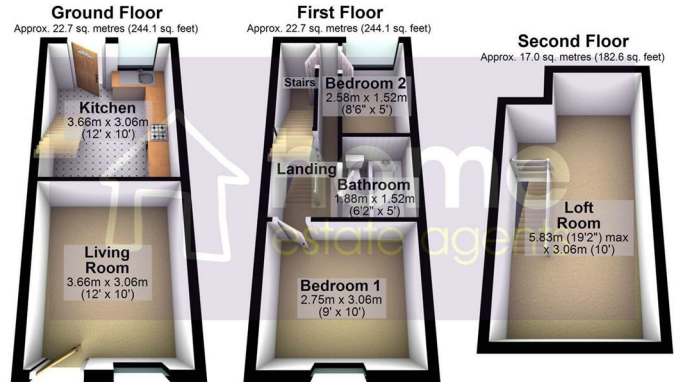 Ground Floor
Approx. 22.7 sq. metres (244.1 sq. feet)
Kitchen
3.66m x 3.06m
(12' x 10')
Living
Room
3.66m x 3.06m
(12' x 10')
First Floor
Approx. 22.7 sq. metres (244.1 sq. feet)
Stairs
Bedroom 2
2.58m x 1.52m
(8'6" x 5')
Landing
Bathroom
1.88m x 1.52m
(6'2" x 5')
Bedroom 1
2.75m x 3.06m
(9' x 10')
Second Floor
Approx. 17.0 sq. metres (182.6 sq. feet)
Loft
Room
5.83m (19'2") max
x 3.06m (10')
home
estate agents